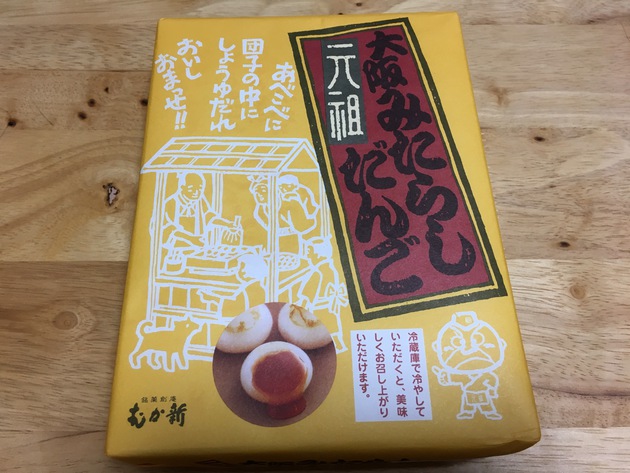 大阪みたらしだんご
元祖
あべこべに
団子の中に
しょうゆだれ
おいし
おまっせ!!
冷蔵庫で冷やして
いただくと、美味
しくお召し上がり
いただけます。
銘菓創庵
むか新